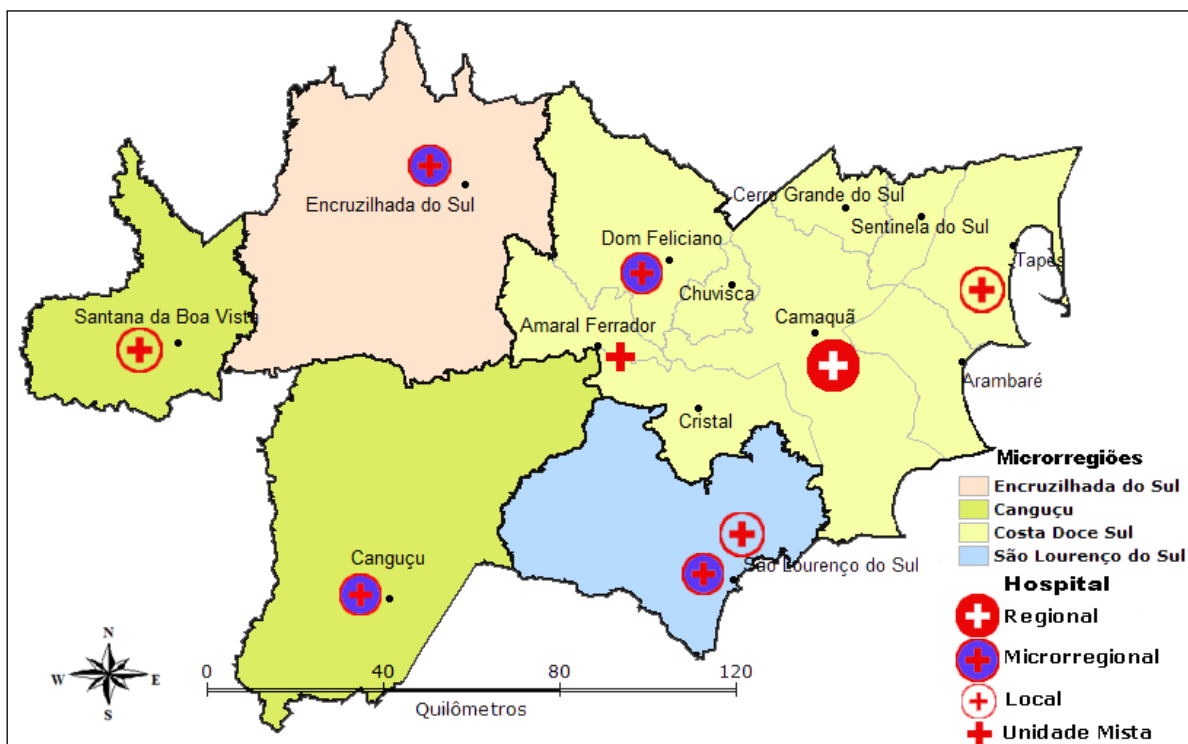 Cerro Grande do Sul
Encruzilhada do Sul
Sentinela do Sul
Dom Feliciano
Tapes
Chuvisca
Santana da Boa Vista
Amaral Ferrador
Camaquã
Arambaré
Cristal
Canguçu
São Lourenço do Sul
Microrregiões
Encruzilhada do Sul
Canguçu
Costa Doce Sul
São Lourenço do Sul
Hospital
Regional
Microrregional
Local
Unidade Mista
N
W E
S
0 40 80 120
Quilômetros